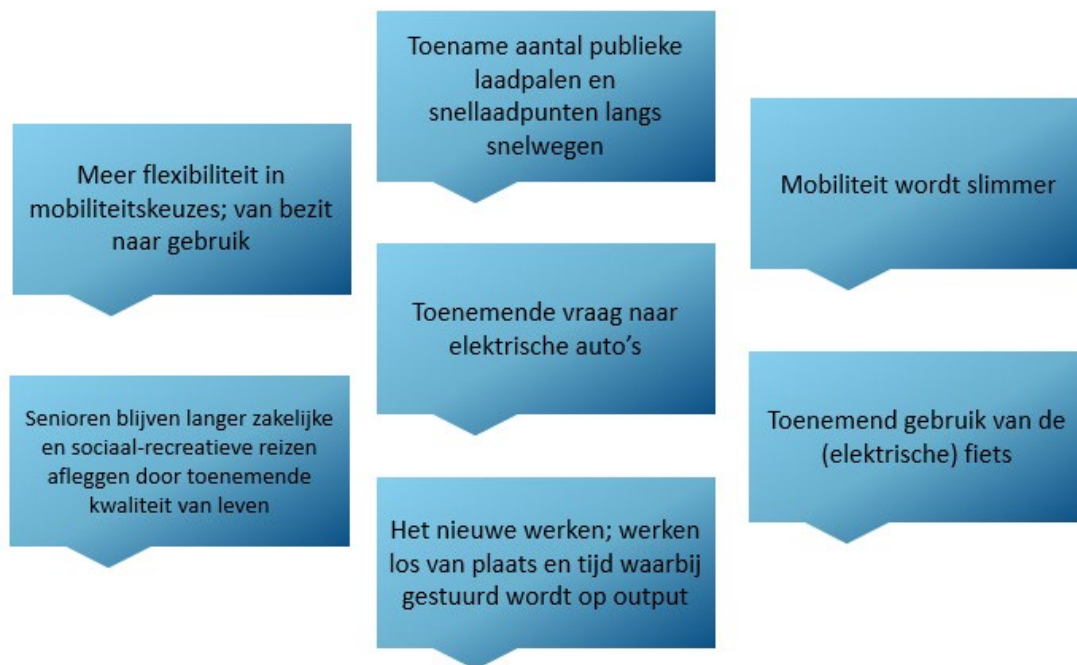 Meer flexibiliteit in
mobiliteitskeuzes; van bezit
naar gebruik
Senioren blijven langer zakelijke
en sociaal-recreatieve reizen
afleggen door toenemende
kwaliteit van leven
Toename aantal publieke
laadpalen en
snellaadpunten langs
snelwegen
Toenemende vraag naar
elektrische auto’s
Het nieuwe werken; werken
los van plaats en tijd waarbij
gestuurd wordt op output
Mobiliteit wordt slimmer
Toenemend gebruik van de
(elektrische) fiets